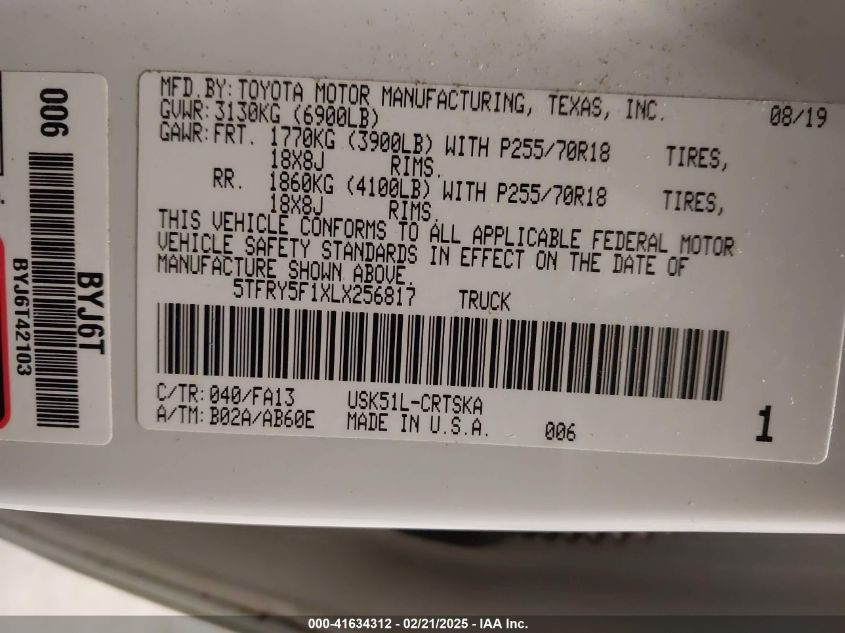 006
BYJ6T
BYJ6T42103
MFD.BY: TOYOTA MOTOR MANUFACTURING, TEXAS, INC. 08/19
GVWR: 3130KG (6900LB)
GAWR: FRT. 1770KG (3900LB) WITH P255/70R18 TIRES,
18X8J RIMS.
RR. 1860KG (4100LB) WITH P255/70R18 TIRES,
18X8J RIMS.
THIS VEHICLE CONFORMS TO ALL APPLICABLE FEDERAL MOTOR
VEHICLE SAFETY STANDARDS IN EFFECT ON THE DATE OF
MANUFACTURE SHOWN ABOVE.
5TFRY5F1XLX256817 TRUCK
C/TR: 040/FA13 USK51L-CRTSKA
A/TM: B02A/AB60E MADE IN U.S.A. 006 1
000-41634312 - 02/21/2025 - IAA Inc.